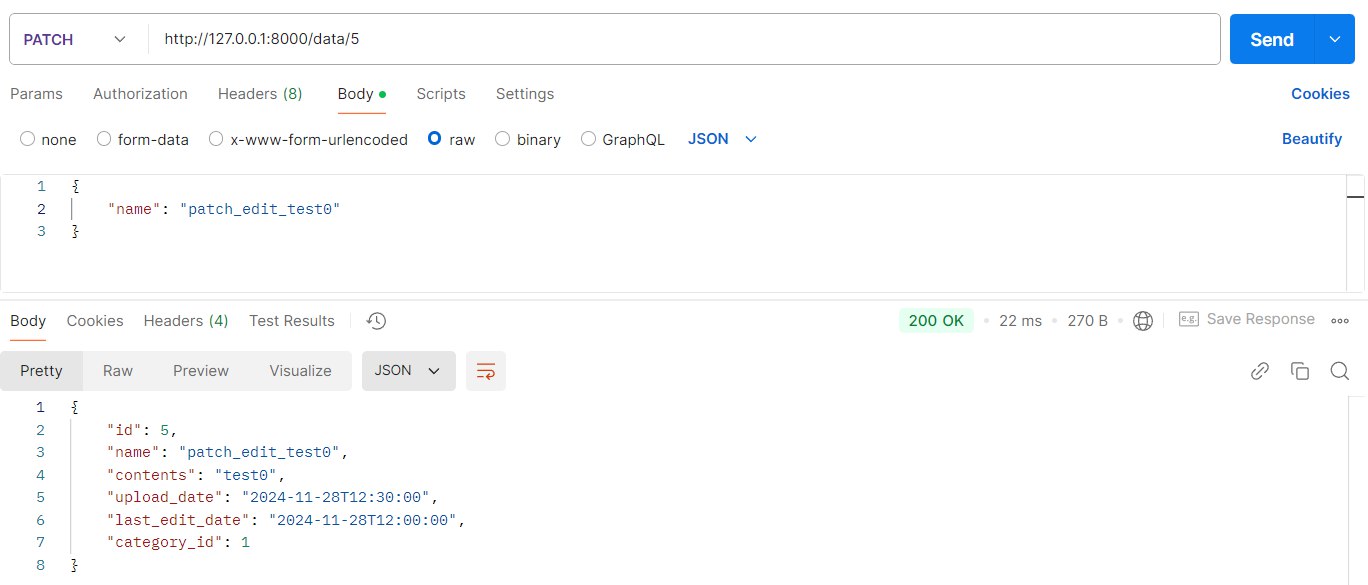 PATCH http://127.0.0.1:8000/data/5 Send
Params Authorization Headers (8) Body Scripts Settings Cookies
none form-data x-www-form-urlencoded raw binary GraphQL JSON Beautify
1 {
2 "name": "patch_edit_test0"
3 }
Body Cookies Headers (4) Test Results 200 OK 22 ms 270 B e.g. Save Response
Pretty Raw Preview Visualize JSON
1 {
2 "id": 5,
3 "name": "patch_edit_test0",
4 "contents": "test0",
5 "upload_date": "2024-11-28T12:30:00",
6 "last_edit_date": "2024-11-28T12:00:00",
7 "category_id": 1
8 }